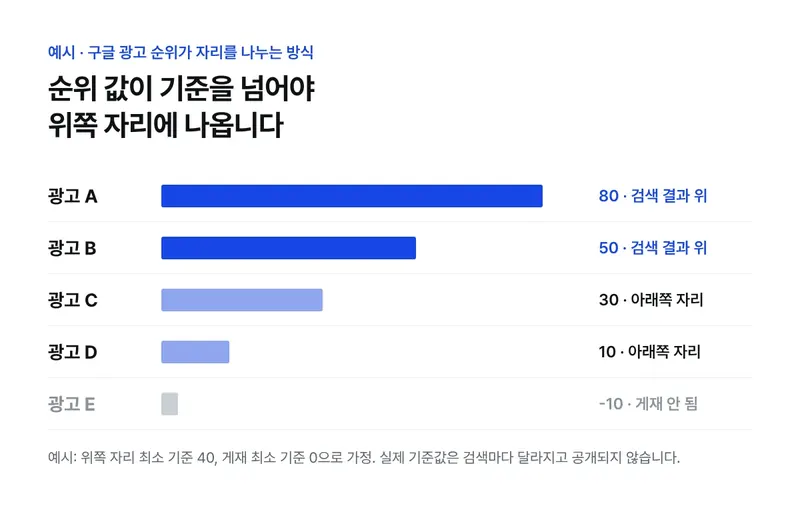 예시 · 구글 광고 순위가 자리를 나누는 방식
순위 값이 기준을 넘어야
위쪽 자리에 나옵니다
광고 A 80 · 검색 결과 위
광고 B 50 · 검색 결과 위
광고 C 30 · 아래쪽 자리
광고 D 10 · 아래쪽 자리
광고 E -10 · 게재 안 됨
예시: 위쪽 자리 최소 기준 40, 게재 최소 기준 0으로 가정. 실제 기준값은 검색마다 달라지고 공개되지 않습니다.